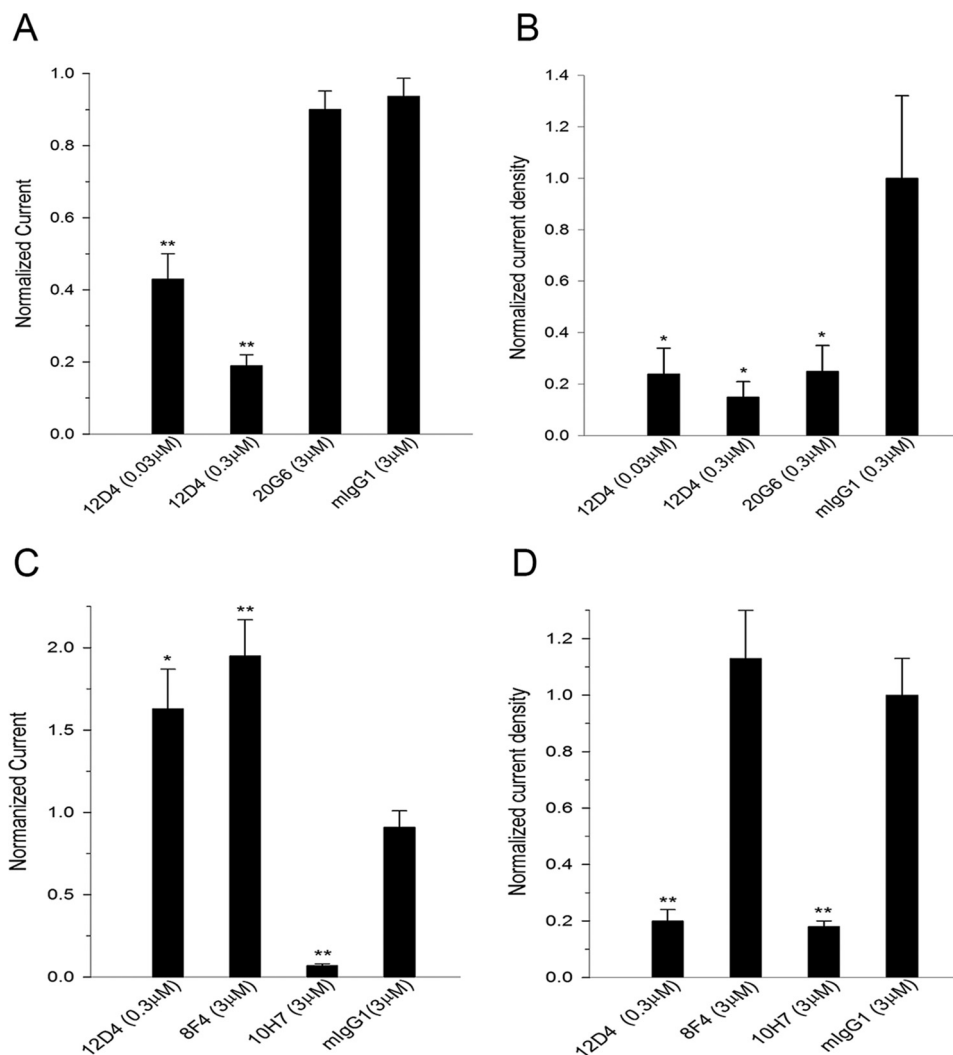 A
Normalized Current
1.0
0.8
0.6
0.4
0.2
0.0
**
**
12D4 (0.03μM)
12D4 (0.3μM)
20G6 (3μM)
mIgG1 (3μM)
B
Normalized current density
1.4
1.2
1.0
0.8
0.6
0.4
0.2
0.0
*
*
*
12D4 (0.03μM)
12D4 (0.3μM)
20G6 (0.3μM)
mIgG1 (0.3μM)
C
Normanized Current
2.0
1.5
1.0
0.5
0.0
*
**
**
12D4 (0.3μM)
8F4 (3μM)
10H7 (3μM)
mIgG1(3μM)
D
Normalized current density
1.2
1.0
0.8
0.6
0.4
0.2
0.0
**
**
12D4 (0.3μM)
8F4 (3μM)
10H7 (3μM)
mIgG1 (3μM)